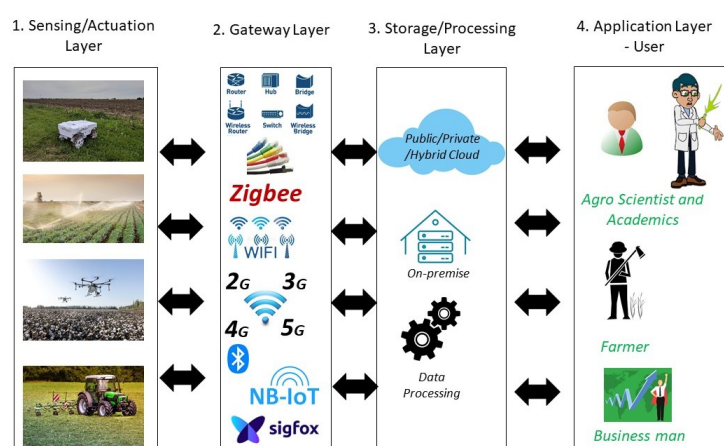 1. Sensing/Actuation
Layer
2. Gateway Layer
3. Storage/Processing
Layer
4. Application Layer
- User
Router
Hub
Bridge
Wireless
Router
Switch
Wireless
Bridge
Zigbee
WIFI
2G
3G
4G
5G
NB-IoT
sigfox
Public/Private
/Hybrid Cloud
On-premise
Data
Processing
Agro Scientist and
Academics
Farmer
Business man